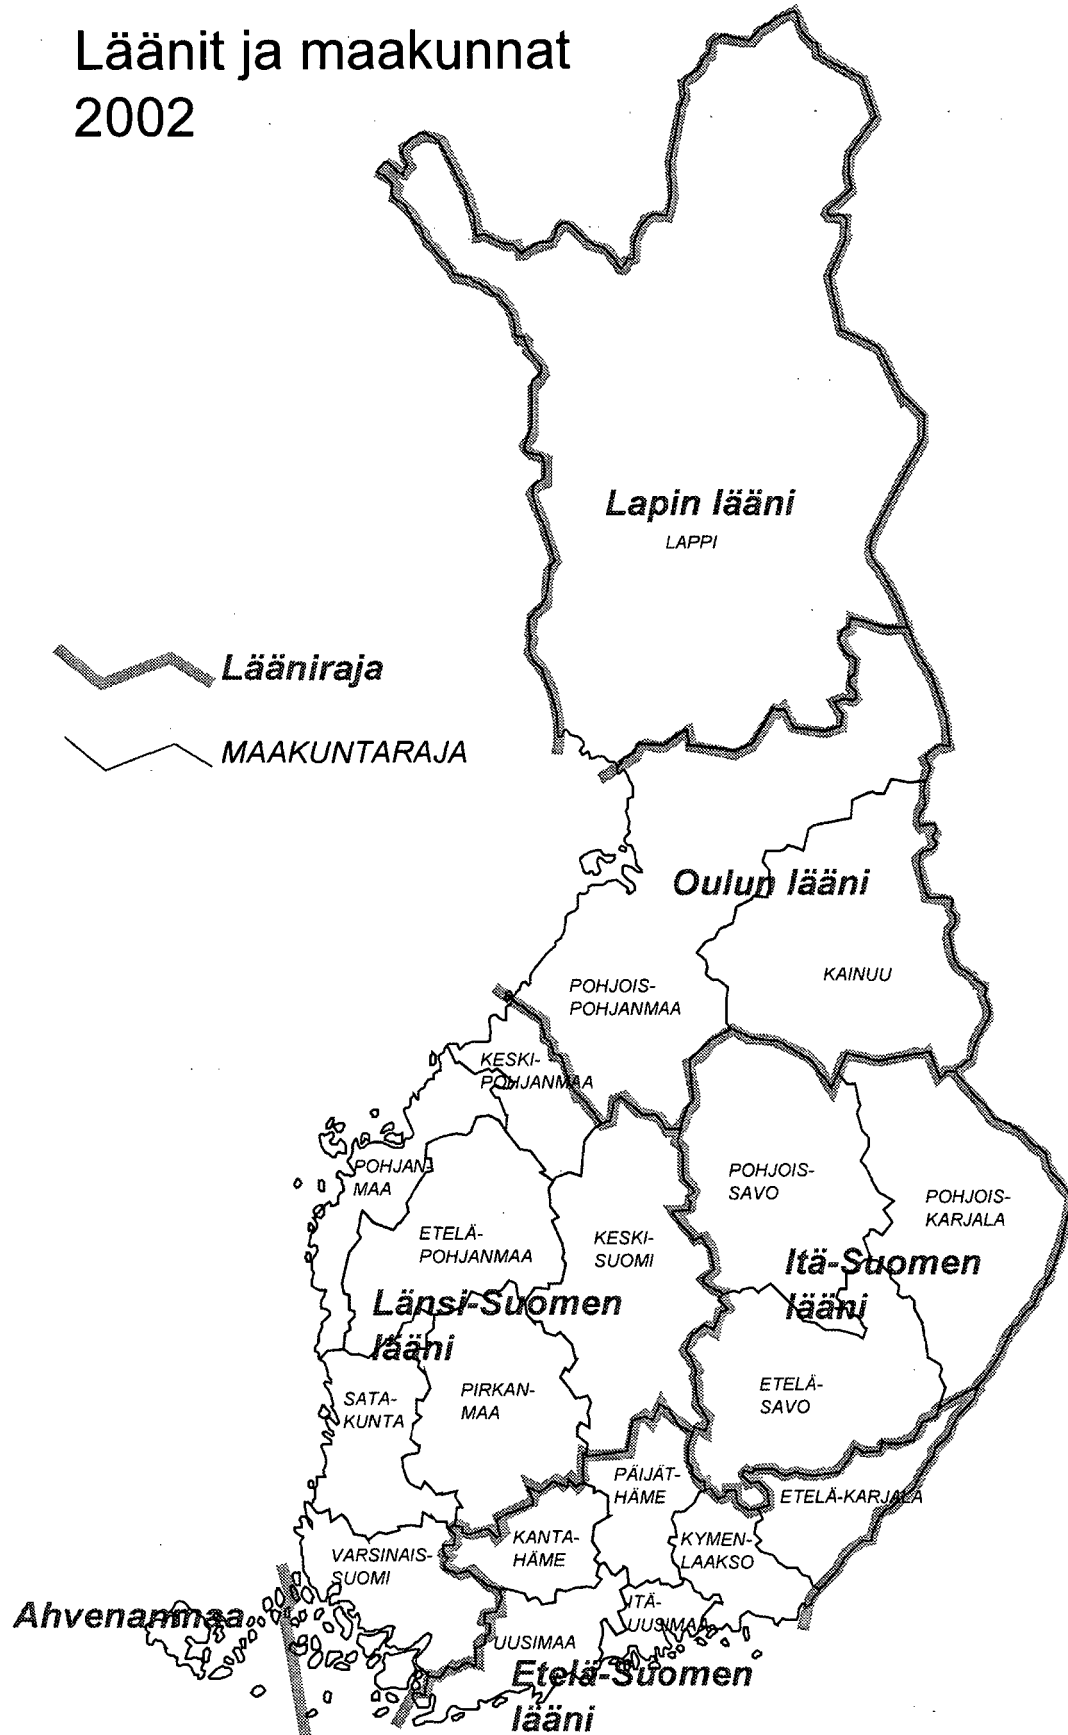 Läänit ja maakunnat
2002
Lapin lääni
LAPPI
Lääniraja
MAAKUNTARAJA
Oulun lääni
KAINUU
POHJOIS-
POHJANMAA
KESKI-
POHJANMAA
POHJAN-
MAA
POHJOIS-
SAVO
POHJOIS-
KARJALA
ETELÄ-
POHJANMAA
KESKI-
SUOMI
Itä-Suomen
lääni
Länsi-Suomen
lääni
SATA-
KUNTA
PIRKAN-
MAA
ETELÄ-
SAVO
PÄIJÄT-
HÄME
ETELÄ-KARJALA
KANTA-
HÄME
KYMEN-
LAAKSO
VARSINAIS-
SUOMI
Ahvenanmaa
ITÄ-
UUSIMAA
UUSIMAA
Etelä-Suomen
lääni